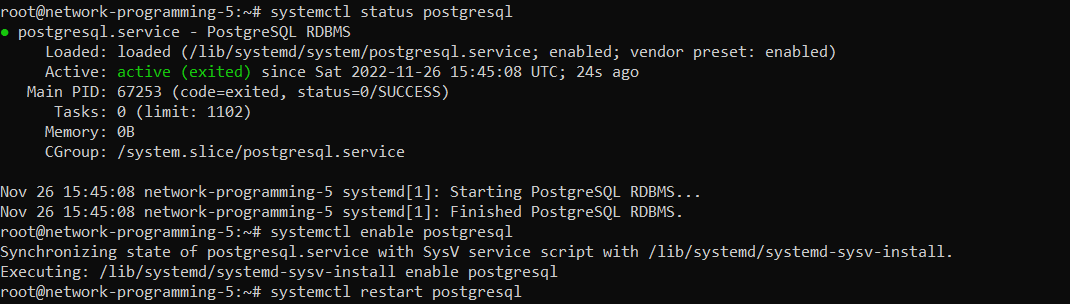 root@network-programming-5:~# systemctl status postgresql
● postgresql.service - PostgreSQL RDBMS
     Loaded: loaded (/lib/systemd/system/postgresql.service; enabled; vendor preset: enabled)
     Active: active (exited) since Sat 2022-11-26 15:45:08 UTC; 24s ago
   Main PID: 67253 (code=exited, status=0/SUCCESS)
      Tasks: 0 (limit: 1102)
     Memory: 0B
     CGroup: /system.slice/postgresql.service

Nov 26 15:45:08 network-programming-5 systemd[1]: Starting PostgreSQL RDBMS...
Nov 26 15:45:08 network-programming-5 systemd[1]: Finished PostgreSQL RDBMS.
root@network-programming-5:~# systemctl enable postgresql
Synchronizing state of postgresql.service with SysV service script with /lib/systemd/systemd-sysv-install.
Executing: /lib/systemd/systemd-sysv-install enable postgresql
root@network-programming-5:~# systemctl restart postgresql